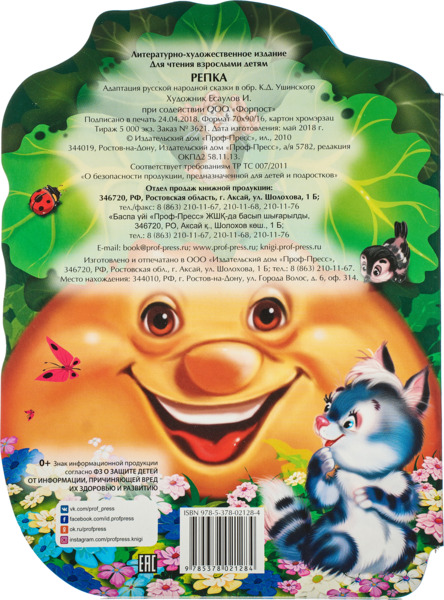 Литературно-художественное издание
Для чтения взрослыми детям
РЕПКА
Адаптация русской народной сказки в обр. К.Д. Ушинского
Художник Есаулов И.
при содействии ООО "Форпост"
Подписано в печать 24.04.2018. Формат 70х90/16, картон хромэрзац
Тираж 5 000 экз. Заказ № 3621. Дата изготовления: май 2018 г.
© Издательский дом «Проф-Пресс», ил., 2010
344019, Ростов-на-Дону, Издательский дом «Проф-Пресс», а/я 5782, редакция
ОКПД2 58.11.13.
Соответствует требованиям ТР ТС 007/2011
«О безопасности продукции, предназначенной для детей и подростков»
Отдел продаж книжной продукции:
346720, РФ, Ростовская область, г. Аксай, ул. Шолохова, 1 Б;
тел./факс: 8 (863) 210-11-67, 210-11-68, 210-11-76
«Баспа үйі «Проф-Пресс» ЖШҚ-да басып шығарылды,
346720, РО, Аксай қ., Шолохов көш., 1 Б;
тел.: 8 (863) 210-11-67, 210-11-68, 210-11-76
E-mail: book@prof-press.ru; www.prof-press.ru; knigi.prof-press.ru
Изготовлено и отпечатано в ООО «Издательский дом «Проф-Пресс»,
346720, РФ, Ростовская обл., г. Аксай, ул. Шолохова, 1 Б; тел.: 8 (863) 210-11-67.
Место нахождения: 344010, РФ, г. Ростов-на-Дону, ул. Города Волос, д. 6, оф. 314.
0+ Знак информационной продукции
согласно ФЗ О ЗАЩИТЕ ДЕТЕЙ
ОТ ИНФОРМАЦИИ, ПРИЧИНЯЮЩЕЙ ВРЕД
ИХ ЗДОРОВЬЮ И РАЗВИТИЮ
vk.com/prof_press
facebook.com/id.profpress
ok.ru/profpress
instagram.com/profpress.knigi
EAC
ISBN 978-5-378-02128-4
9 785378 021284